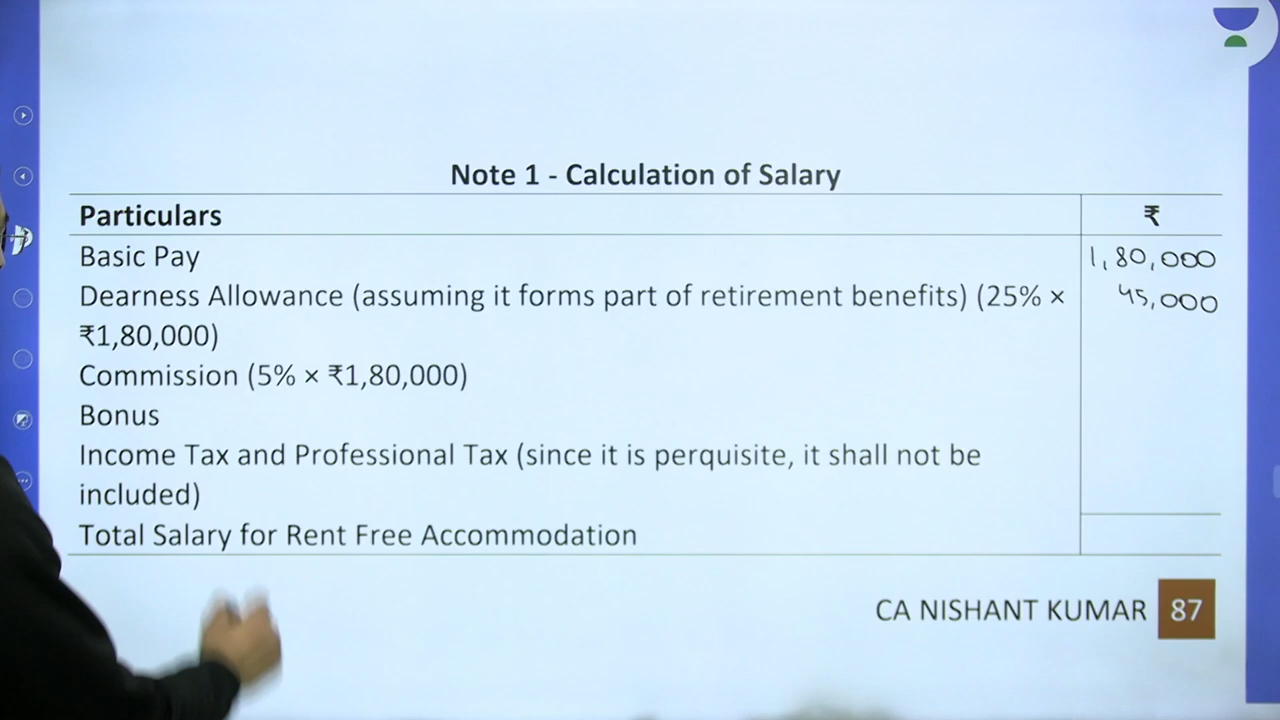 Note 1 - Calculation of Salary
Particulars ₹
Basic Pay 1,80,000
Dearness Allowance (assuming it forms part of retirement benefits) (25% × 45,000
₹1,80,000)
Commission (5% × ₹1,80,000)
Bonus
Income Tax and Professional Tax (since it is perquisite, it shall not be
included)
Total Salary for Rent Free Accommodation
CA NISHANT KUMAR 87